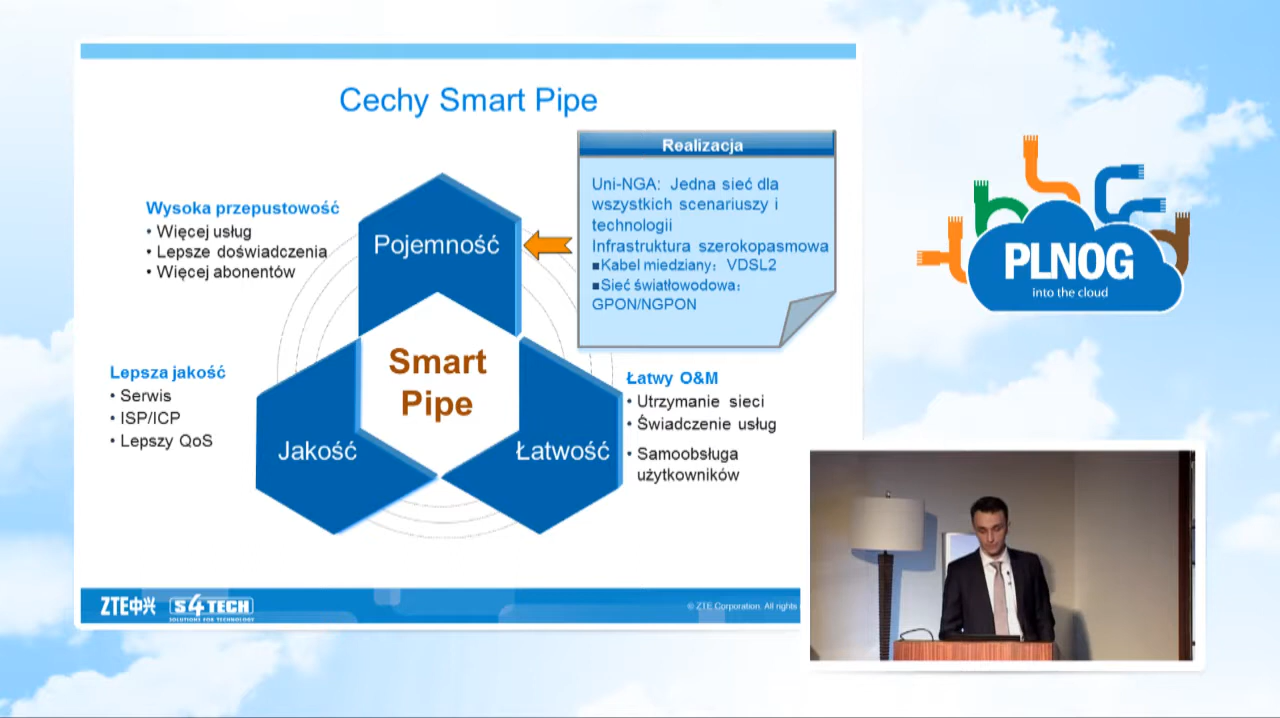 Cechy Smart Pipe
Realizacja
Uni-NGA: Jedna sieć dla
wszystkich scenariuszy i
technologii
Infrastruktura szerokopasmowa
■Kabel miedziany: VDSL2
■Sieć światłowodowa:
GPON/NGPON
Wysoka przepustowość
• Więcej usług
• Lepsze doświadczenia
• Więcej abonentów
Pojemność
Smart
Pipe
Lepsza jakość
• Serwis
• ISP/ICP
• Lepszy QoS
Jakość
Łatwość
Łatwy O&M
• Utrzymanie sieci
• Świadczenie usług
• Samoobsługa
użytkowników
ZTE中兴
S4TECH
SOLUTIONS FOR TECHNOLOGY
© ZTE Corporation. All rights
PLNOG
into the cloud